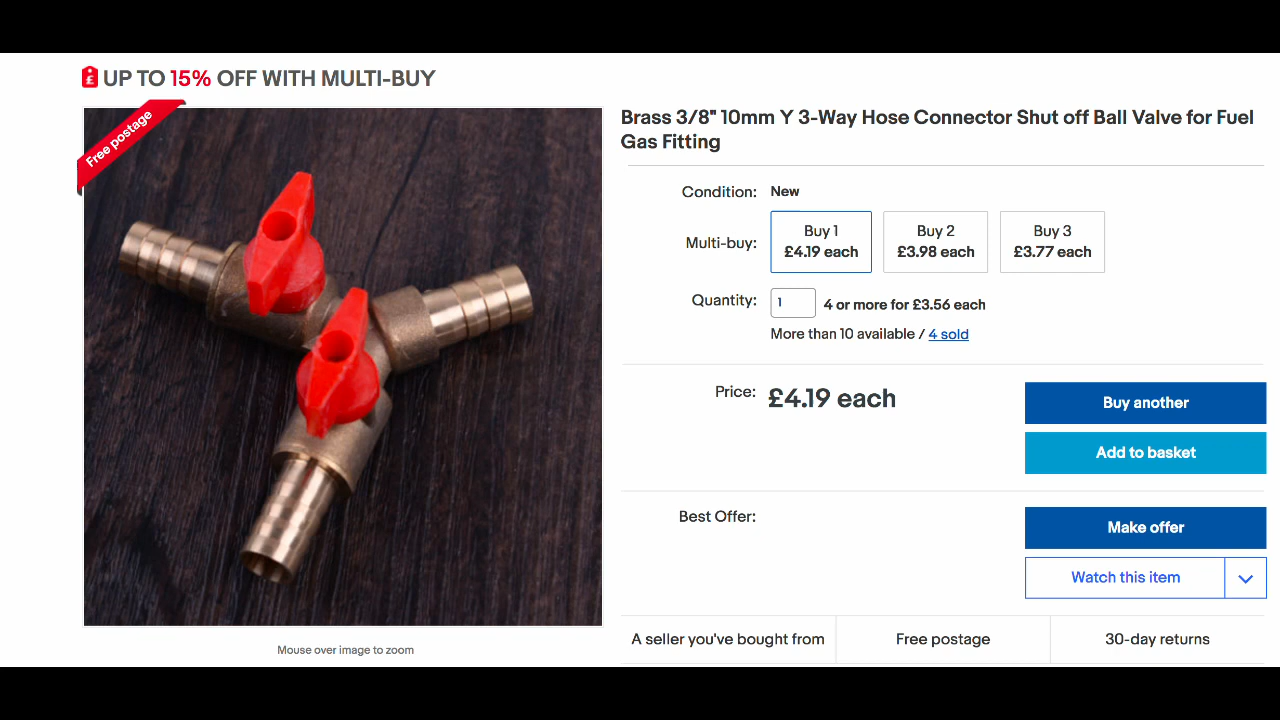 UP TO 15% OFF WITH MULTI-BUY
Free postage
Brass 3/8" 10mm Y 3-Way Hose Connector Shut off Ball Valve for Fuel
Gas Fitting
Condition: New
Multi-buy:
Buy 1
£4.19 each
Buy 2
£3.98 each
Buy 3
£3.77 each
Quantity: 1 4 or more for £3.56 each
More than 10 available / 4 sold
Price: £4.19 each
Buy another
Add to basket
Best Offer:
Make offer
Watch this item
A seller you've bought from
Free postage
30-day returns
Mouse over image to zoom